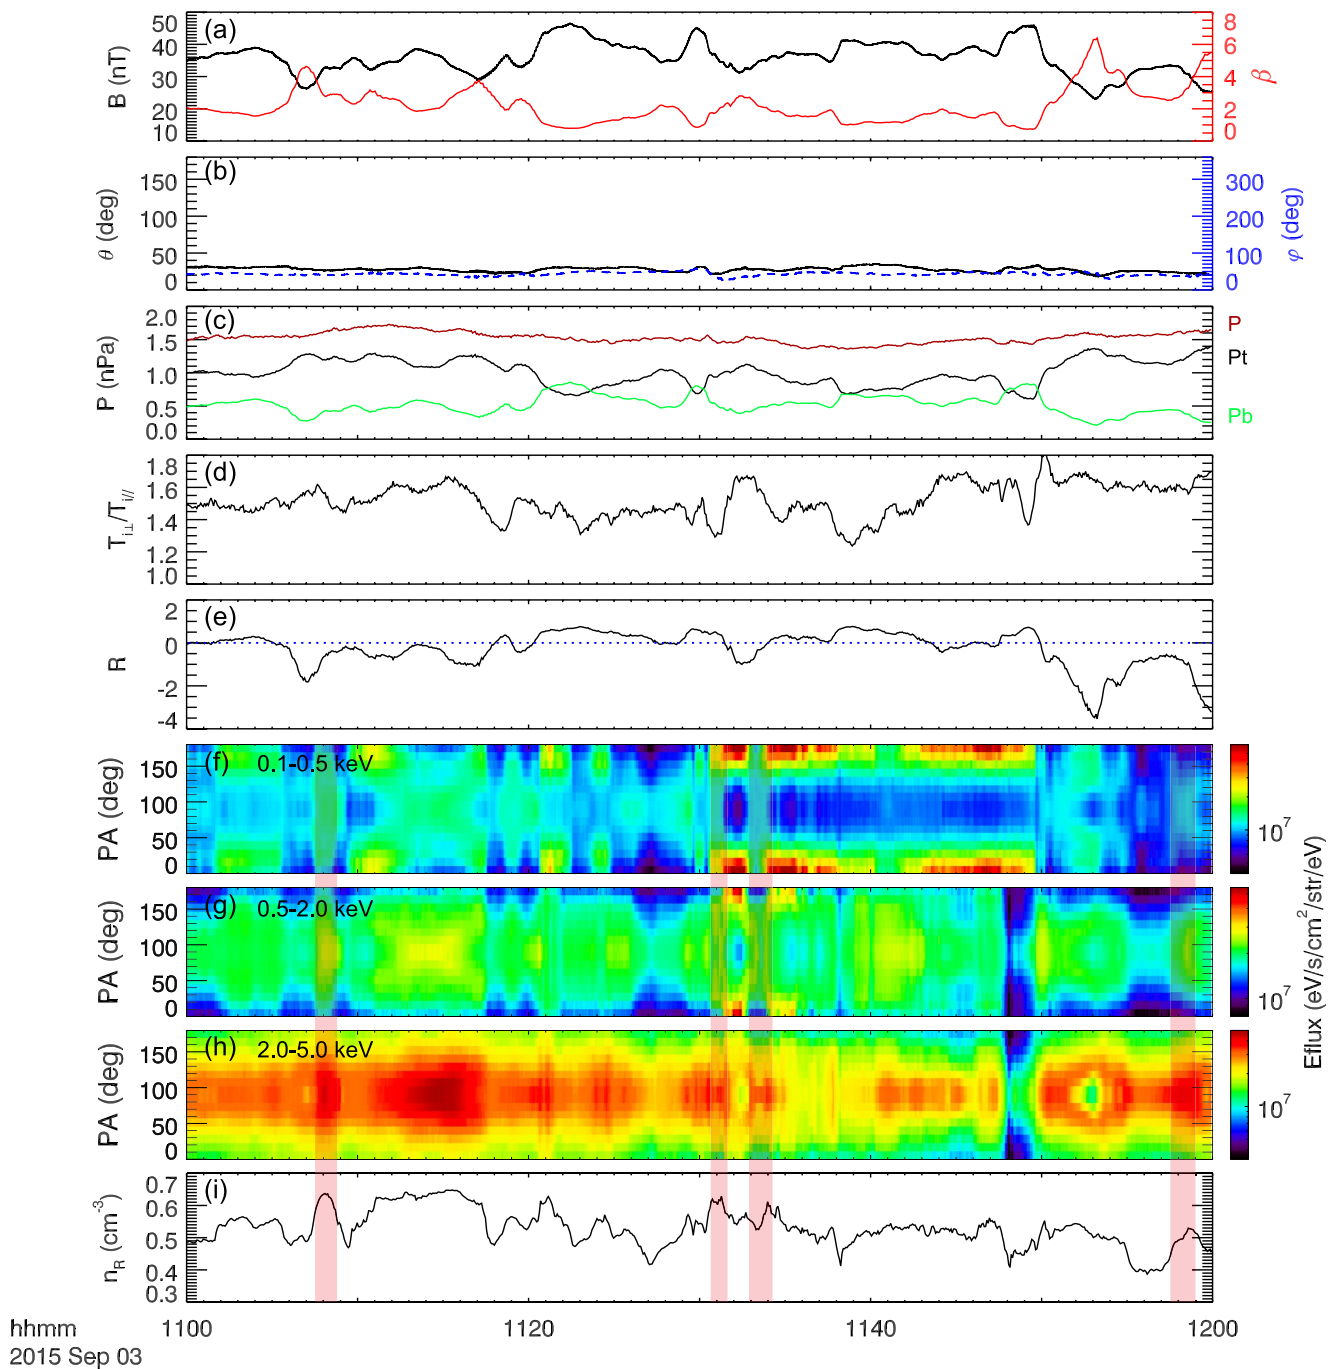 (a)
B (nT)
50
40
30
20
10
8
6
4
2
0
β
(b)
θ (deg)
150
100
50
0
300
200
100
0
φ (deg)
(c)
P (nPa)
2.0
1.5
1.0
0.5
0.0
P
Pt
Pb
(d)
Ti⊥/Ti//
1.8
1.6
1.4
1.2
1.0
(e)
R
2
0
-2
-4
(f) 0.1-0.5 keV
PA (deg)
150
100
50
0
10^7
(g) 0.5-2.0 keV
PA (deg)
150
100
50
0
10^7
(h) 2.0-5.0 keV
PA (deg)
150
100
50
0
10^7
Eflux (eV/s/cm²/str/eV)
(i)
nR (cm⁻³)
0.7
0.6
0.5
0.4
0.3
hhmm 1100 1120 1140 1200
2015 Sep 03